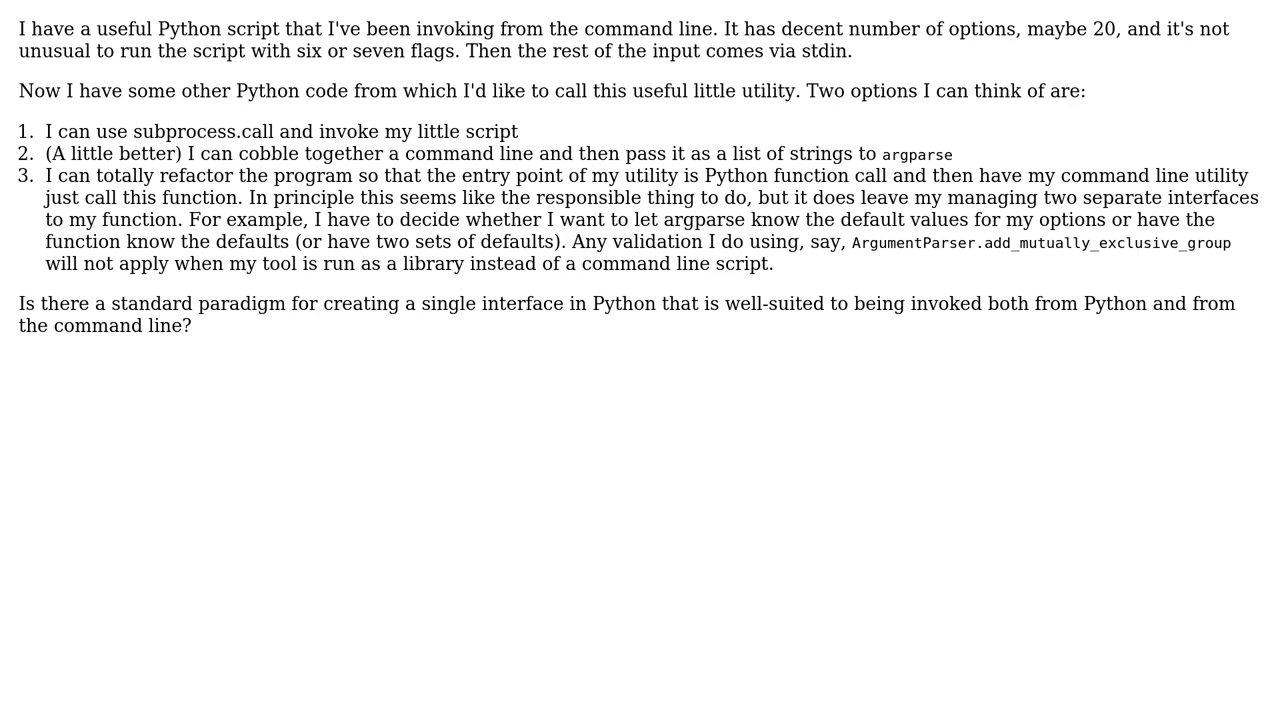 I have a useful Python script that I've been invoking from the command line. It has decent number of options, maybe 20, and it's not
unusual to run the script with six or seven flags. Then the rest of the input comes via stdin.
Now I have some other Python code from which I'd like to call this useful little utility. Two options I can think of are:
1. I can use subprocess.call and invoke my little script
2. (A little better) I can cobble together a command line and then pass it as a list of strings to argparse
3. I can totally refactor the program so that the entry point of my utility is Python function call and then have my command line utility
just call this function. In principle this seems like the responsible thing to do, but it does leave my managing two separate interfaces
to my function. For example, I have to decide whether I want to let argparse know the default values for my options or have the
function know the defaults (or have two sets of defaults). Any validation I do using, say, ArgumentParser.add_mutually_exclusive_group
will not apply when my tool is run as a library instead of a command line script.
Is there a standard paradigm for creating a single interface in Python that is well-suited to being invoked both from Python and from
the command line?